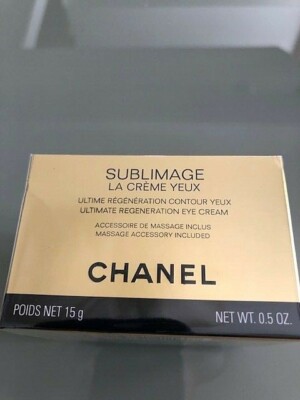 SUBLIMAGE
LA CRÈME YEUX
ULTIME RÉGÉNÉRATION CONTOUR YEUX
ULTIMATE REGENERATION EYE CREAM
ACCESSOIRE DE MASSAGE INCLUS
MASSAGE ACCESSORY INCLUDED
CHANEL
POIDS NET 15 g
NET WT. 0.5 OZ.